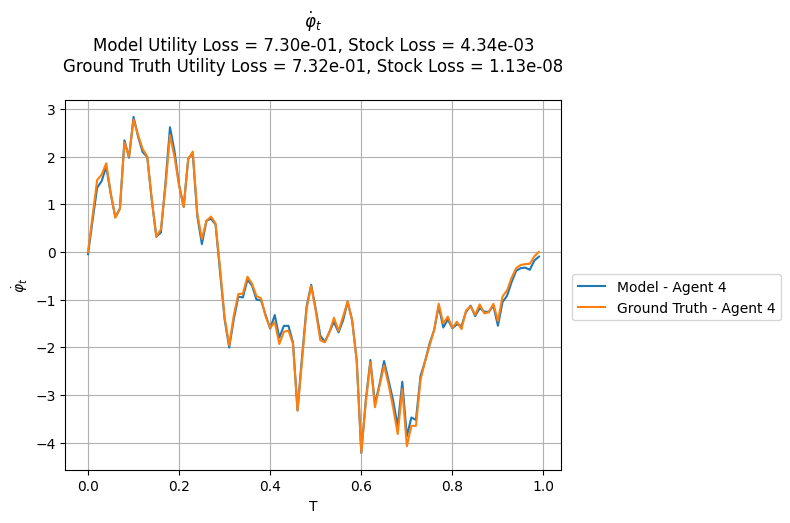 φ̇ₜ
Model Utility Loss = 7.30e-01, Stock Loss = 4.34e-03
Ground Truth Utility Loss = 7.32e-01, Stock Loss = 1.13e-08
3
2
1
0
−1
−2
−3
−4
φ̇ₜ
0.0 0.2 0.4 0.6 0.8 1.0
T
Model - Agent 4
Ground Truth - Agent 4